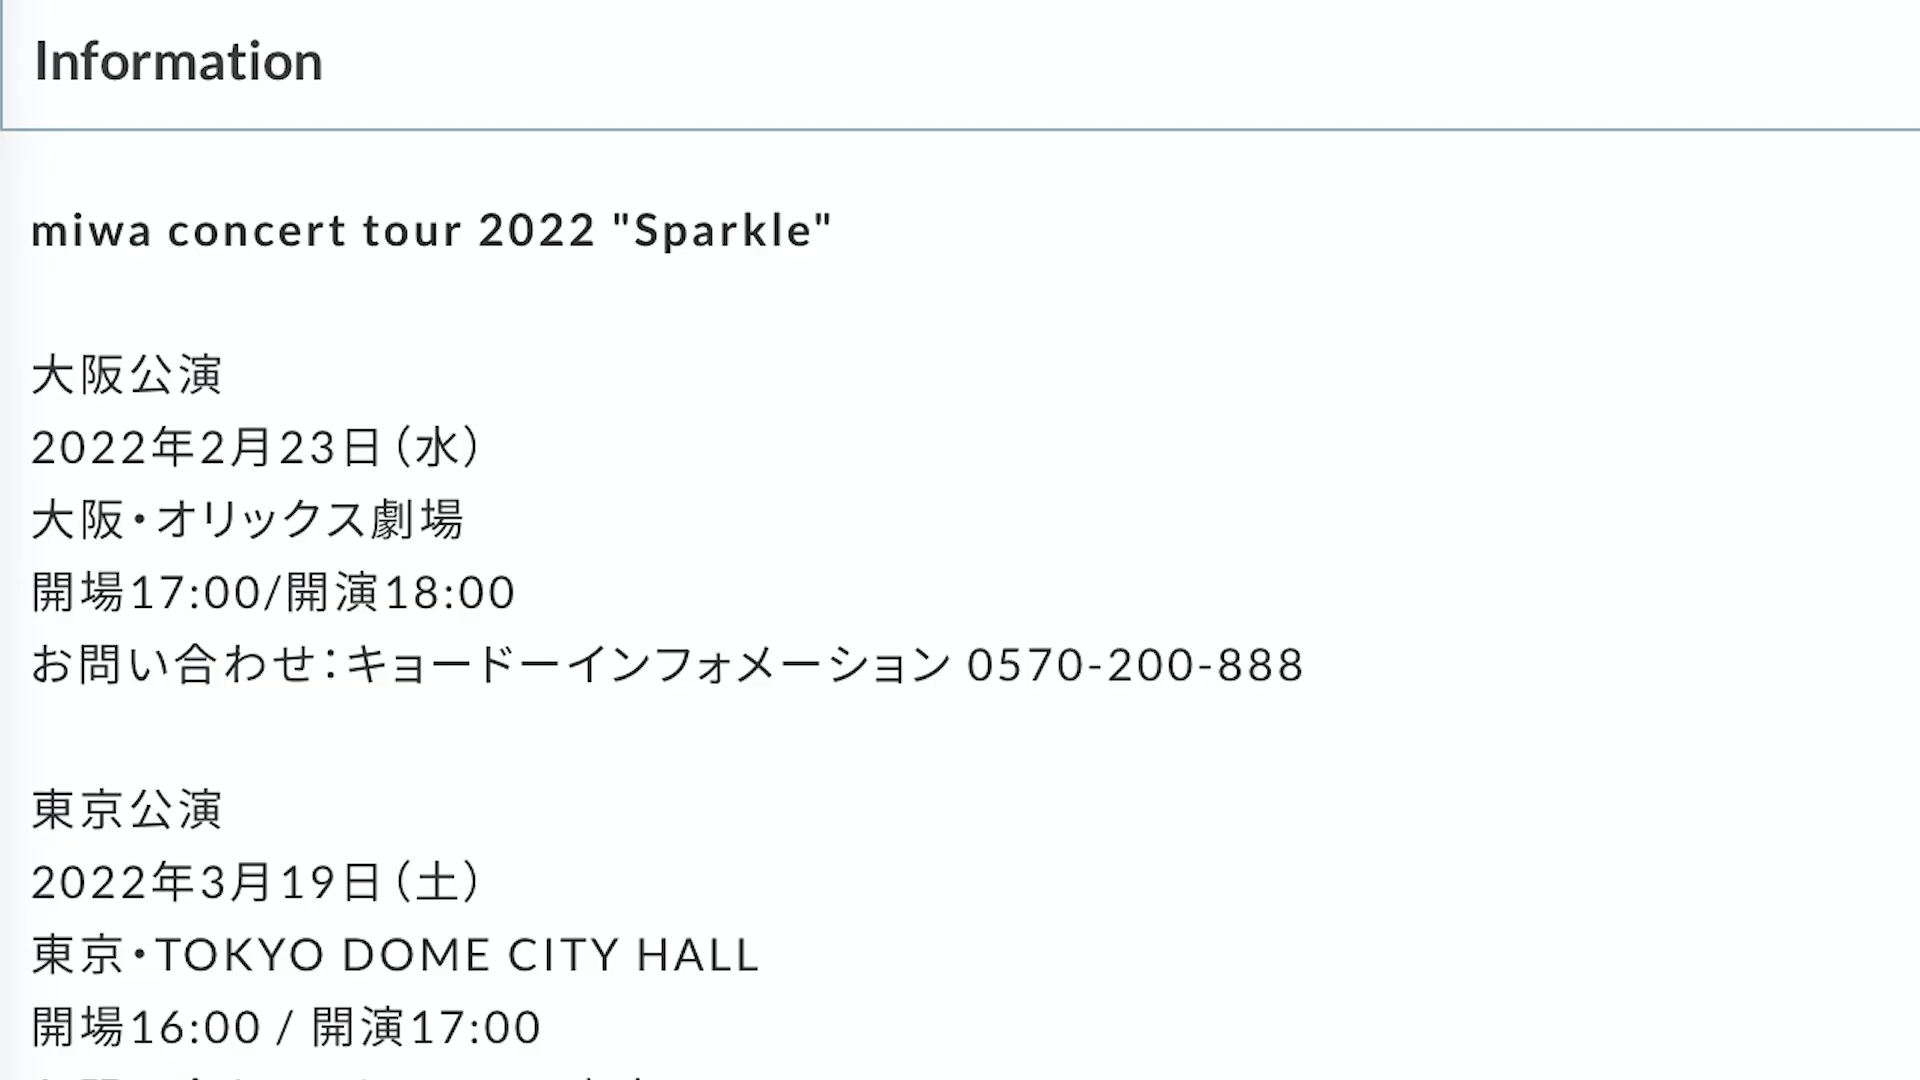 Information
miwa concert tour 2022 "Sparkle"
大阪公演
2022年2月23日（水）
大阪・オリックス劇場
開場17:00/開演18:00
お問い合わせ：キョードーインフォメーション 0570-200-888
東京公演
2022年3月19日（土）
東京・TOKYO DOME CITY HALL
開場16:00 / 開演17:00